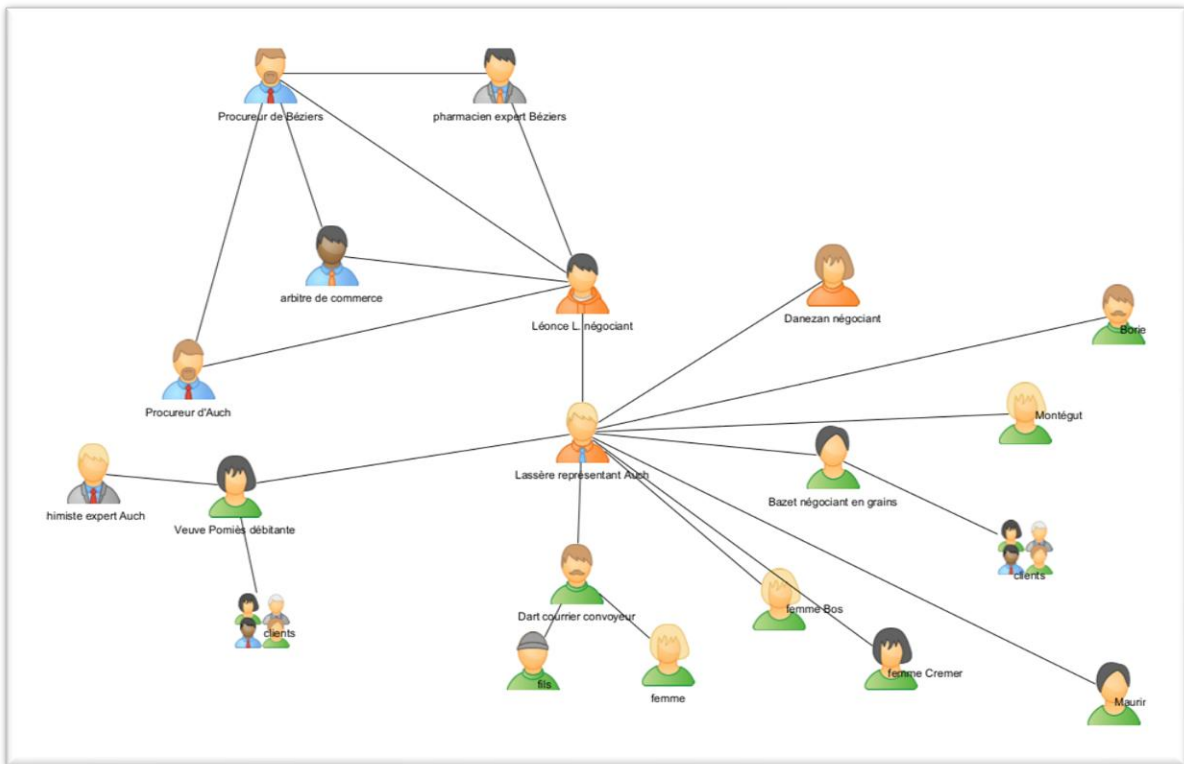 Procureur de Béziers
pharmacien expert Béziers
arbitre de commerce
Léonce L. négociant
Danezan négociant
Borie
Procureur d'Auch
Montégut
Lassère représentant Auch
Bazet négociant en grains
himiste expert Auch
Veuve Pomiès débitante
clients
Dart courrier convoyeur
femme Bos
clients
femme Cremer
fils
femme
Maurir